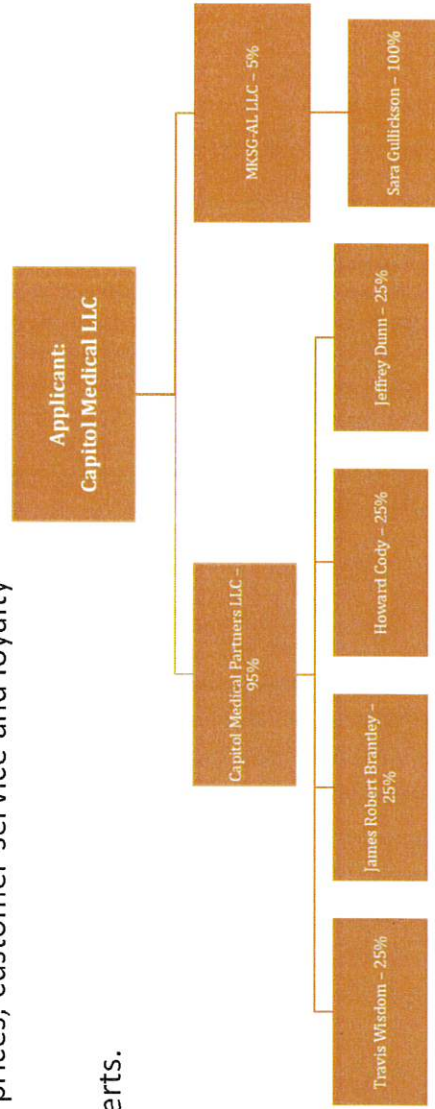 prices, customer service and loyalty
erts.
Applicant:
Capitol Medical LLC
Capitol Medical Partners LLC –
95%
MKSG-AL LLC – 5%
Travis Wisdom – 25%
James Robert Brantley –
25%
Howard Cody – 25%
Jeffrey Dunn – 25%
Sara Gullickson – 100%